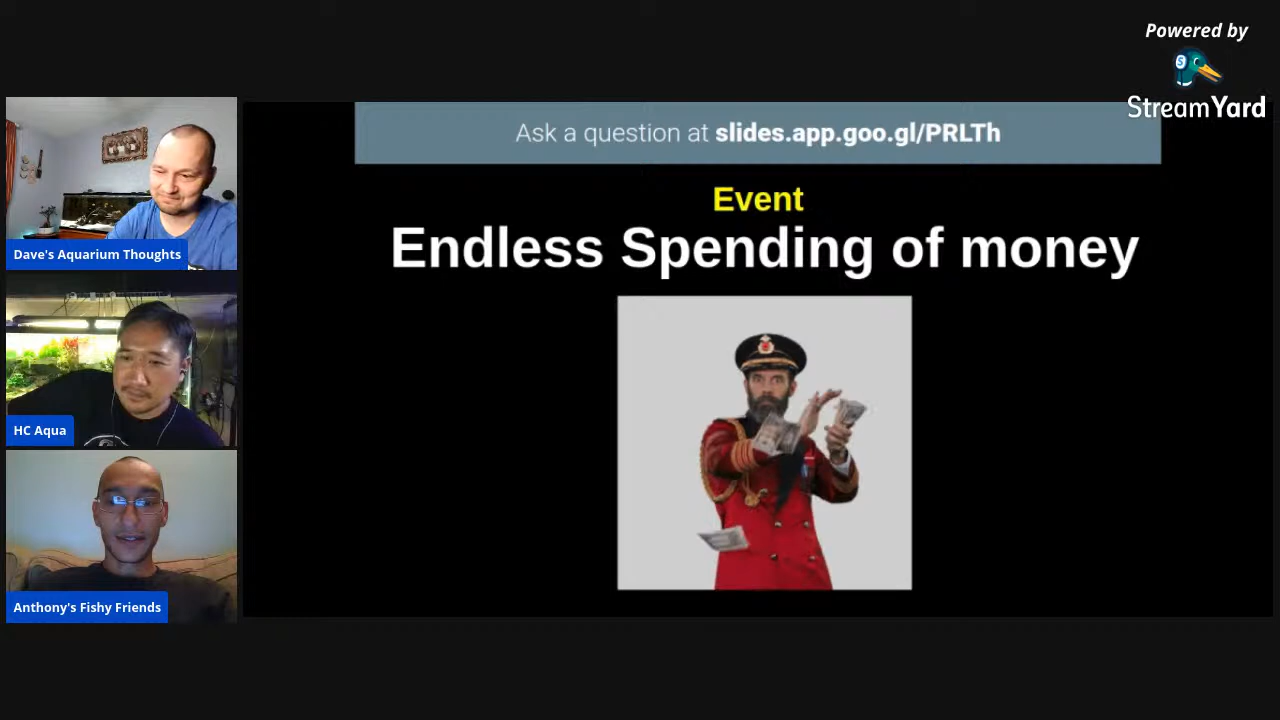 Powered by
StreamYard
Ask a question at slides.app.goo.gl/PRLTh
Event
Endless Spending of money
Dave's Aquarium Thoughts
HC Aqua
Anthony's Fishy Friends